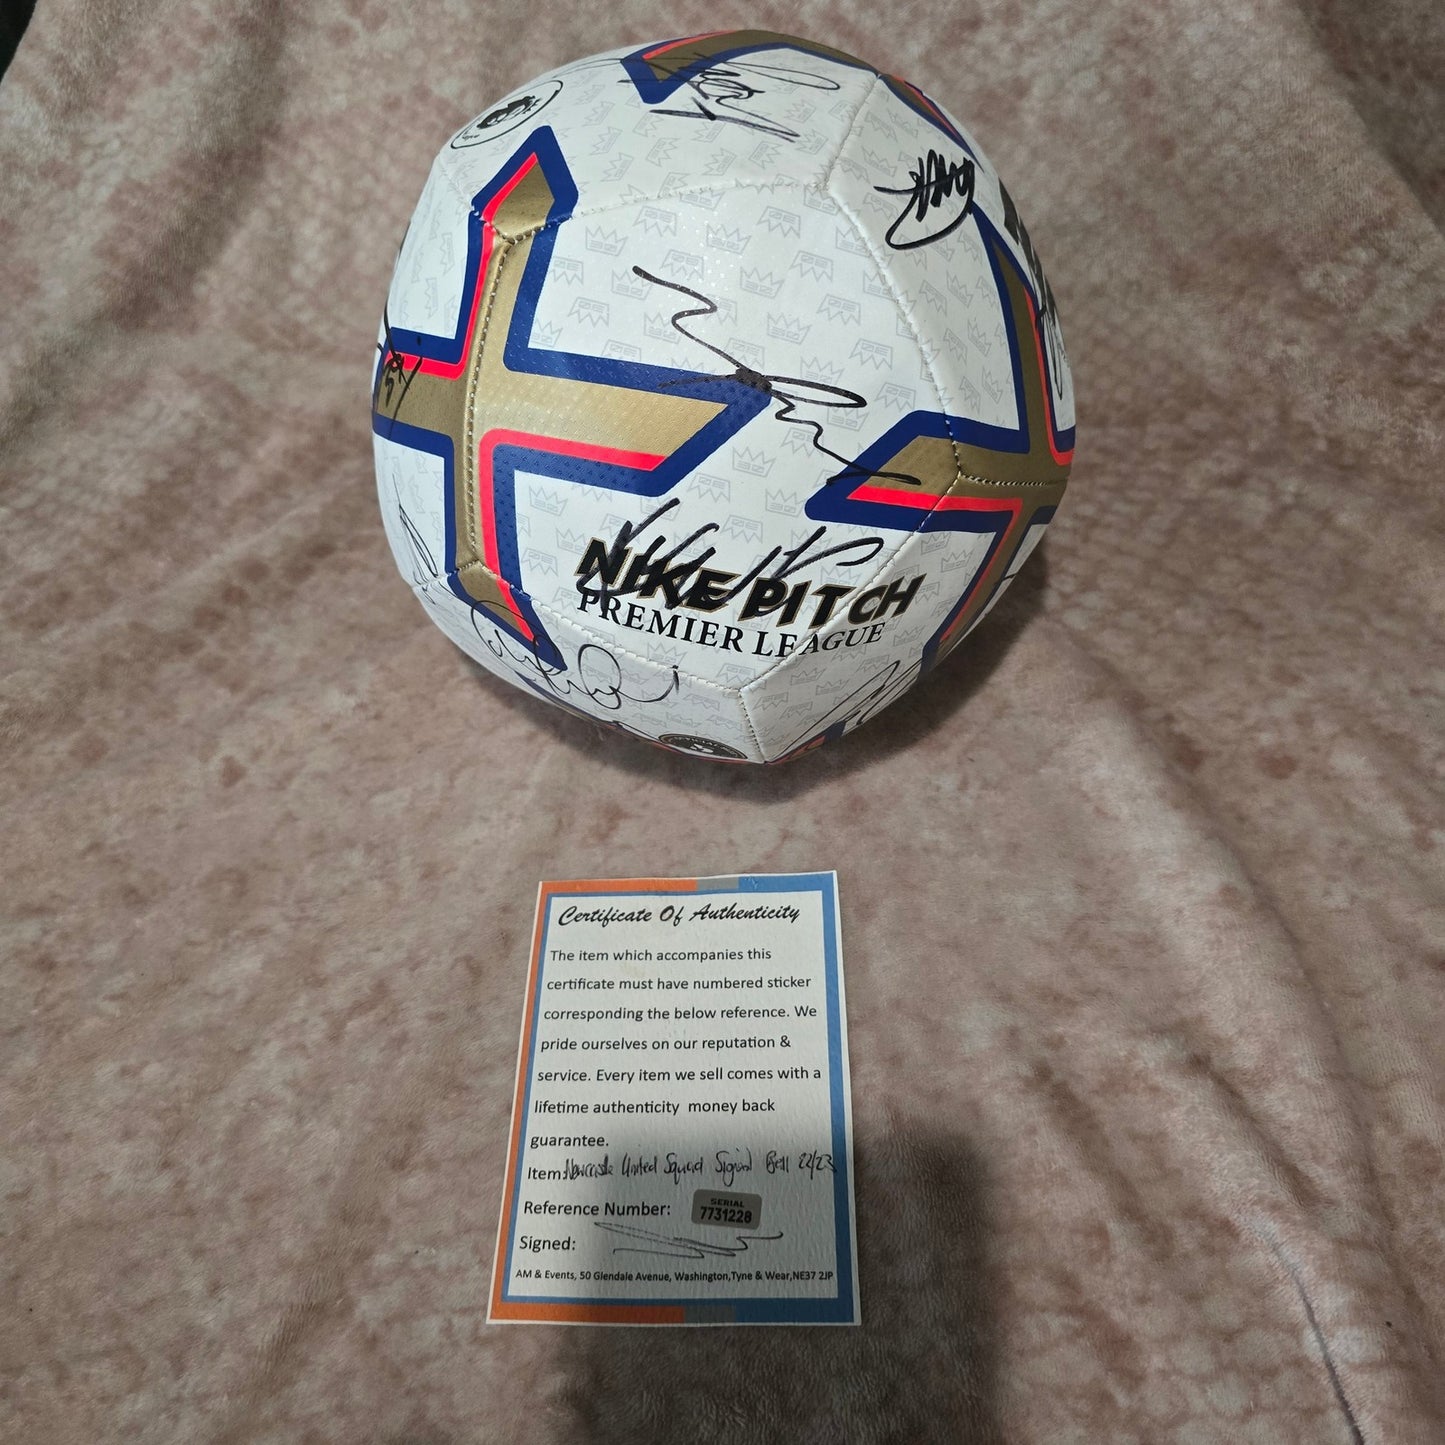 NIKE PITCH
PREMIER LEAGUE
Certificate Of Authenticity
The item which accompanies this
certificate must have numbered sticker
corresponding the below reference. We
pride ourselves on our reputation &
service. Every item we sell comes with a
lifetime authenticity money back
guarantee.
Item: Newcastle United Squad Signed Ball 22/23
Reference Number:
SERIAL
7731228
Signed:
AM & Events, 50 Glendale Avenue, Washington,Tyne & Wear,NE37 2JP